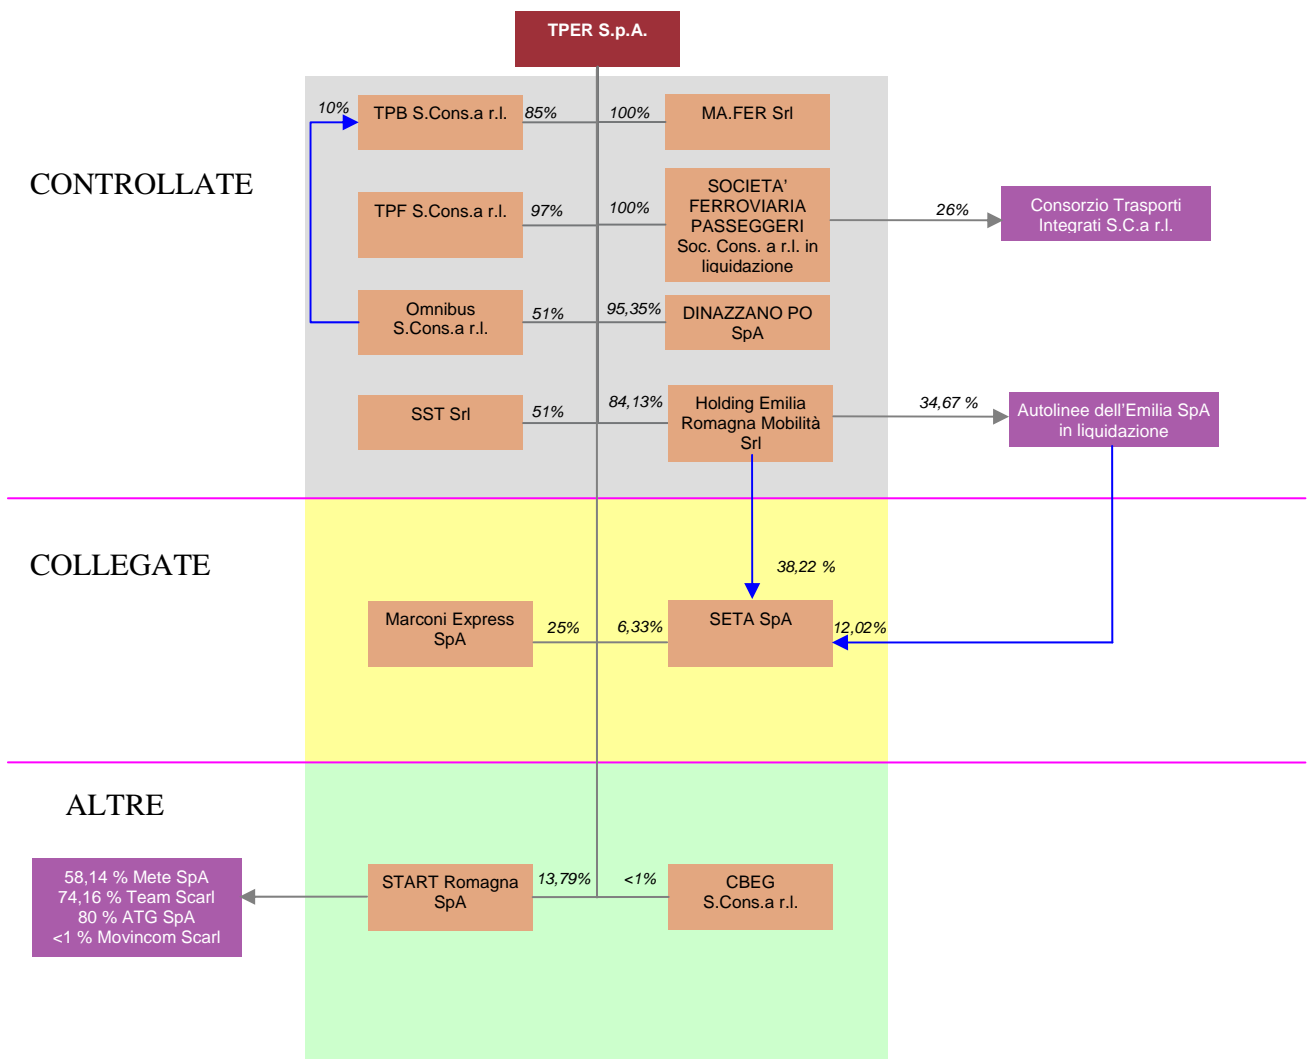 TPER S.p.A.
10%
TPB S.Cons.a r.l.
85%
100%
MA.FER Srl
CONTROLLATE
TPF S.Cons.a r.l.
97%
100%
SOCIETA'
FERROVIARIA
PASSEGGERI
Soc. Cons. a r.l. in
liquidazione
26%
Consorzio Trasporti
Integrati S.C.a r.l.
Omnibus
S.Cons.a r.l.
51%
95,35%
DINAZZANO PO
SpA
SST Srl
51%
84,13%
Holding Emilia
Romagna Mobilità
Srl
34,67 %
Autolinee dell'Emilia SpA
in liquidazione
COLLEGATE
38,22 %
Marconi Express
SpA
25%
6,33%
SETA SpA
12,02%
ALTRE
58,14 % Mete SpA
74,16 % Team Scarl
80 % ATG SpA
<1 % Movincom Scarl
START Romagna
SpA
13,79%
<1%
CBEG
S.Cons.a r.l.